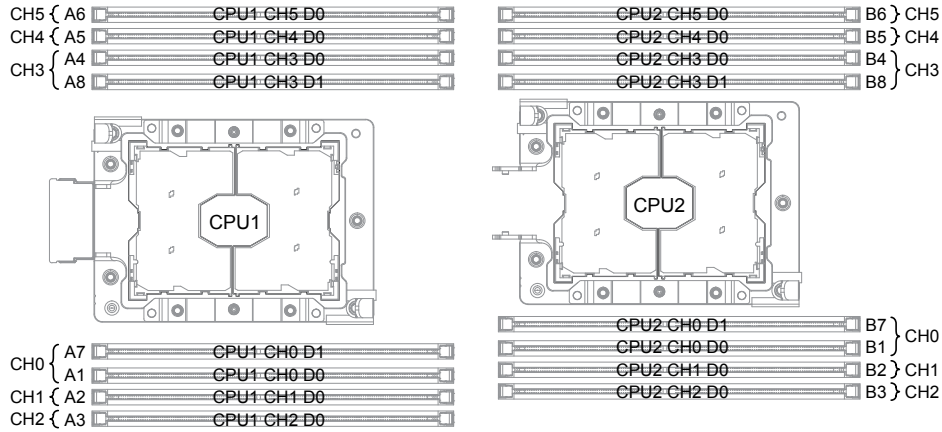 CH5 { A6 CPU1 CH5 D0
CH4 { A5 CPU1 CH4 D0
CH3 { A4 CPU1 CH3 D0
A8 CPU1 CH3 D1
CPU2 CH5 D0 B6 } CH5
CPU2 CH4 D0 B5 } CH4
CPU2 CH3 D0 B4 } CH3
CPU2 CH3 D1 B8
CPU1
CPU2
CH0 { A7 CPU1 CH0 D1
A1 CPU1 CH0 D0
CH1 { A2 CPU1 CH1 D0
CH2 { A3 CPU1 CH2 D0
CPU2 CH0 D1 B7 } CH0
CPU2 CH0 D0 B1
CPU2 CH1 D0 B2 } CH1
CPU2 CH2 D0 B3 } CH2